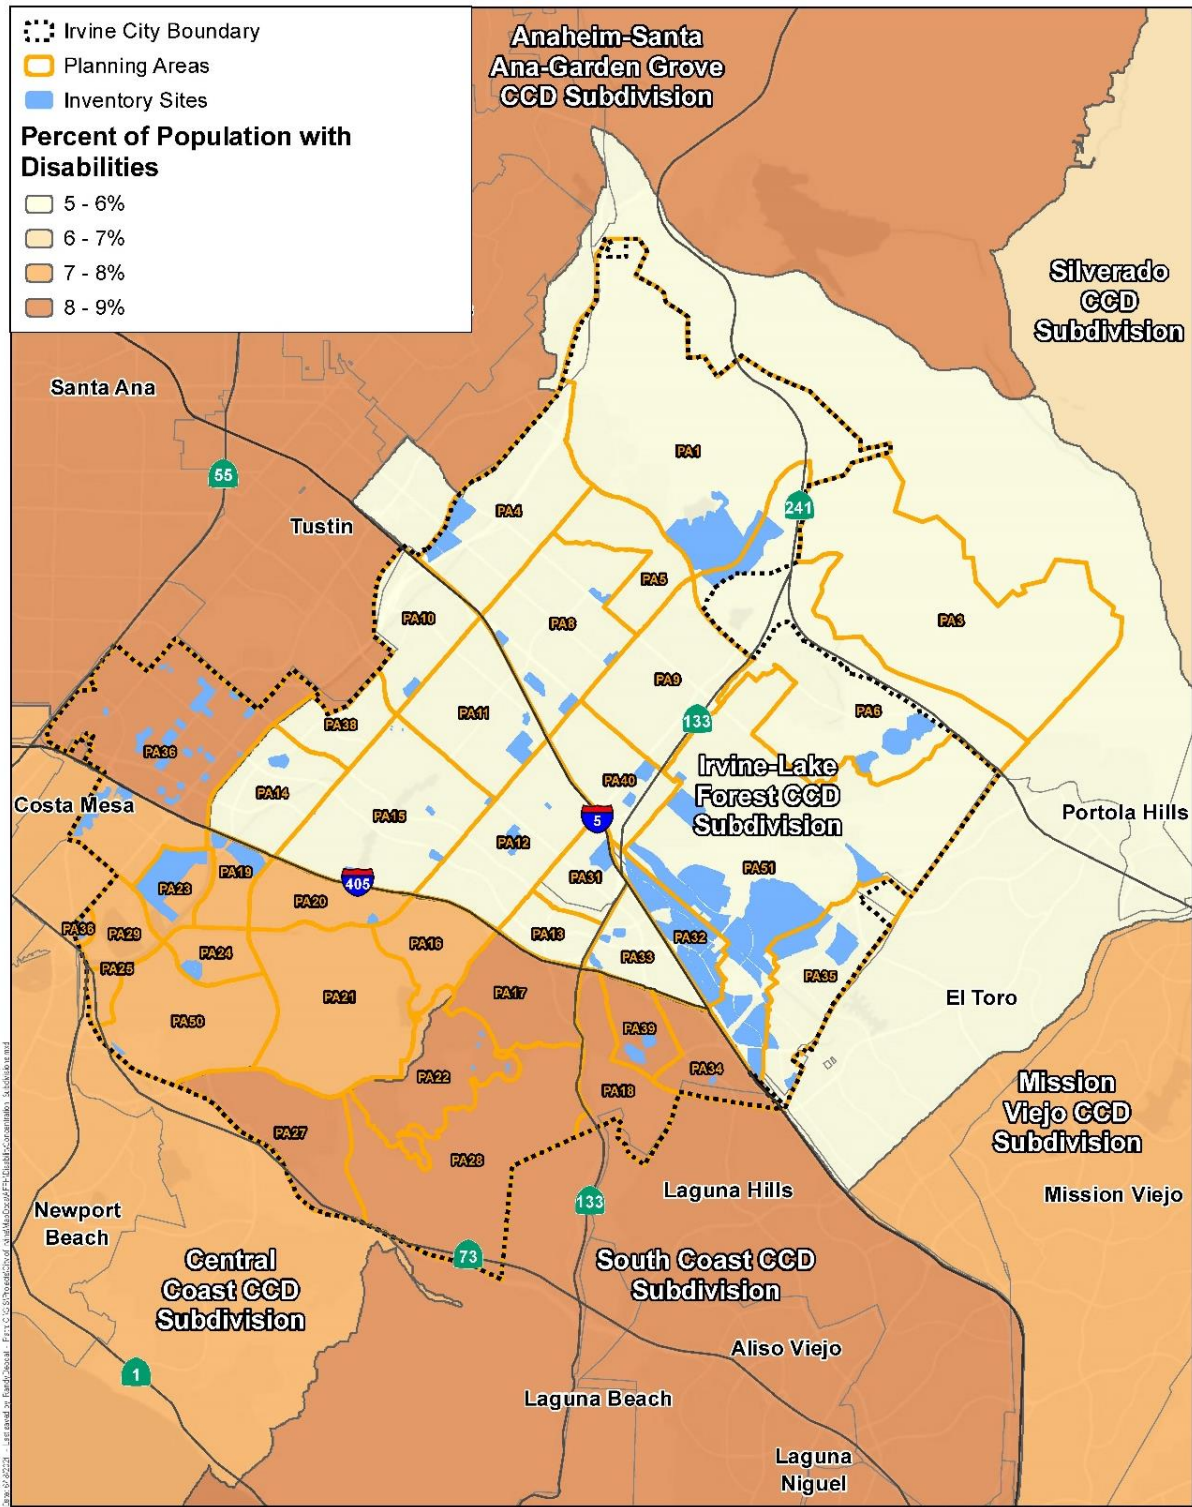 Irvine City Boundary
Planning Areas
Inventory Sites
Percent of Population with
Disabilities
5 - 6%
6 - 7%
7 - 8%
8 - 9%
Anaheim-Santa
Ana-Garden Grove
CCD Subdivision
Silverado
CCD
Subdivision
Santa Ana
55
Tustin
PA1
PA4
241
PA5
PA8
PA10
PA3
PA9
PA11
PA6
133
PA38
PA36
PA14
PA40
Irvine-Lake
Forest CCD
Subdivision
Costa Mesa
PA15
5
Portola Hills
PA12
PA51
PA19
405
PA31
PA23
PA20
PA36
PA29
PA24
PA16
PA13
PA33
PA32
PA25
PA35
PA17
PA21
El Toro
PA50
PA39
PA34
PA22
PA18
Mission
Viejo CCD
Subdivision
PA27
PA28
Laguna Hills
Mission Viejo
133
Newport
Beach
73
Central
Coast CCD
Subdivision
South Coast CCD
Subdivision
Aliso Viejo
1
Laguna Beach
Laguna
Niguel